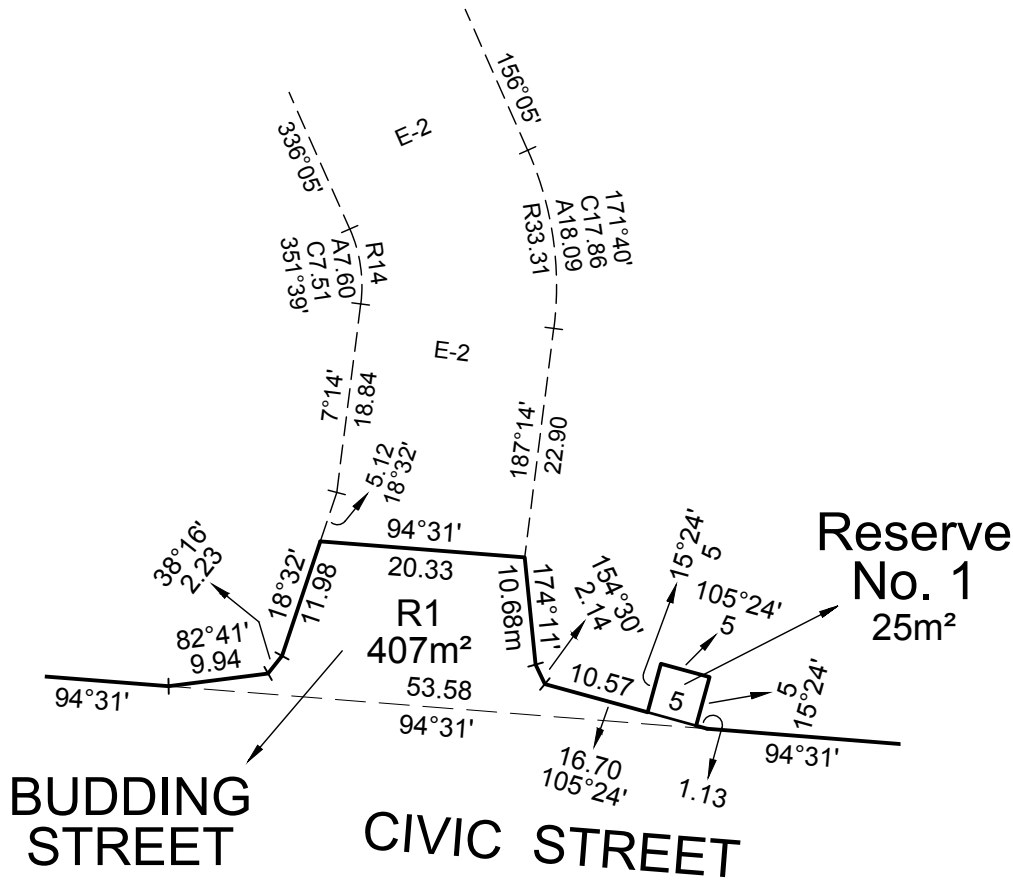 156°05'
E-2
336°05'
171°40'
C17.86
A18.09
R33.31
R14
A7.60
C7.51
351°39'
E-2
7°14'
18.84
187°14'
22.90
5.12
18°32'
94°31'
20.33
38°16'
2.23
18°32'
11.98
10.68m
174°11'
154°30'
2.14
15°24'
5
105°24'
5
Reserve
No. 1
25m²
R1
407m²
82°41'
9.94
53.58
94°31'
10.57
5
5
15°24'
94°31'
94°31'
16.70
105°24'
1.13
BUDDING
STREET
CIVIC STREET